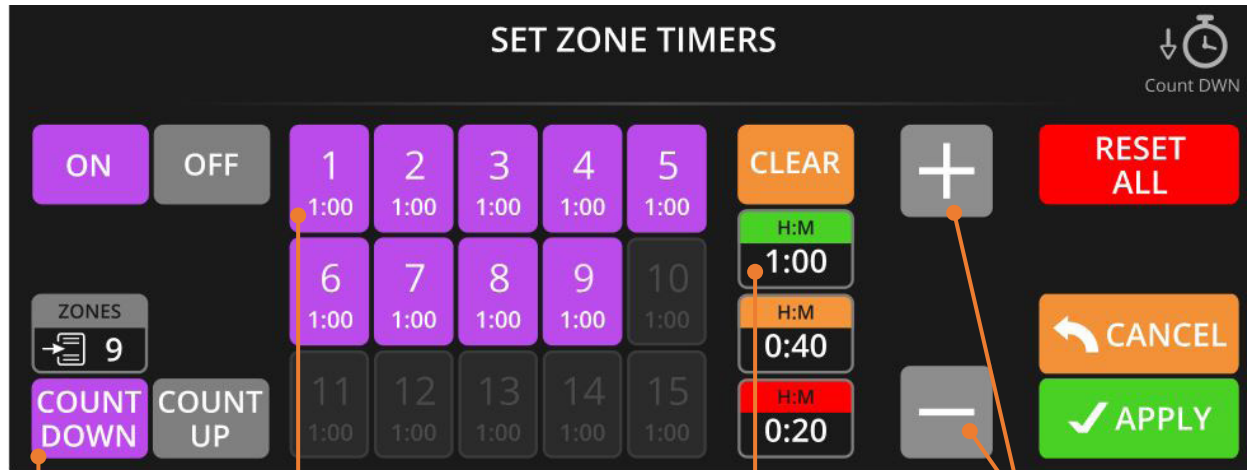 SET ZONE TIMERS
Count DWN
ON
OFF
1
1:00
2
1:00
3
1:00
4
1:00
5
1:00
CLEAR
RESET
ALL
H:M
1:00
6
1:00
7
1:00
8
1:00
9
1:00
10
1:00
ZONES
9
H:M
0:40
CANCEL
COUNT
DOWN
COUNT
UP
11
1:00
12
1:00
13
1:00
14
1:00
15
1:00
H:M
0:20
APPLY